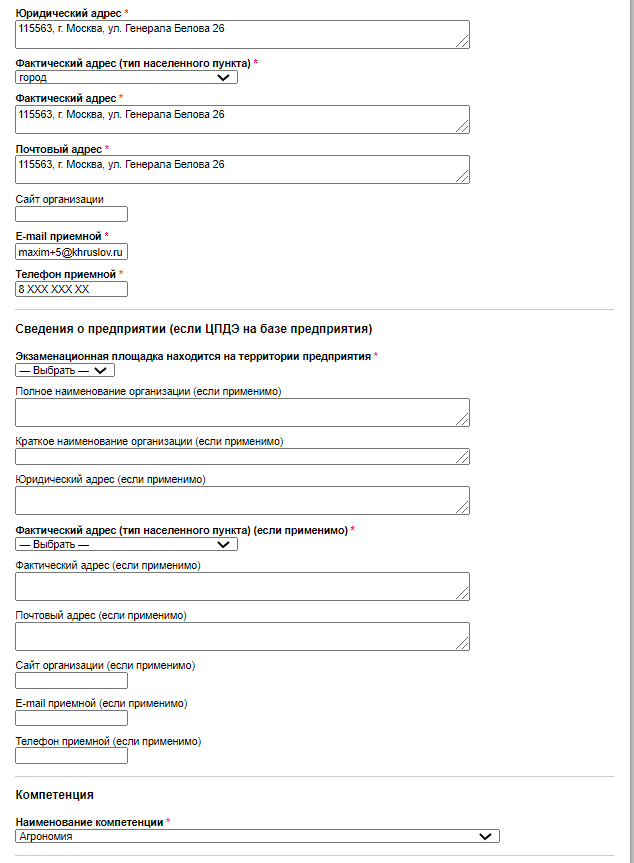 Юридический адрес *
115563, г. Москва, ул. Генерала Белова 26
Фактический адрес (тип населенного пункта) *
город
Фактический адрес *
115563, г. Москва, ул. Генерала Белова 26
Почтовый адрес *
115563, г. Москва, ул. Генерала Белова 26
Сайт организации
E-mail приемной *
maxim+5@khruslov.ru
Телефон приемной *
8 XXX XXX XX
Сведения о предприятии (если ЦПДЭ на базе предприятия)
Экзаменационная площадка находится на территории предприятия *
— Выбрать —
Полное наименование организации (если применимо)
Краткое наименование организации (если применимо)
Юридический адрес (если применимо)
Фактический адрес (тип населенного пункта) (если применимо) *
— Выбрать —
Фактический адрес (если применимо)
Почтовый адрес (если применимо)
Сайт организации (если применимо)
E-mail приемной (если применимо)
Телефон приемной (если применимо)
Компетенция
Наименование компетенции *
Агрономия